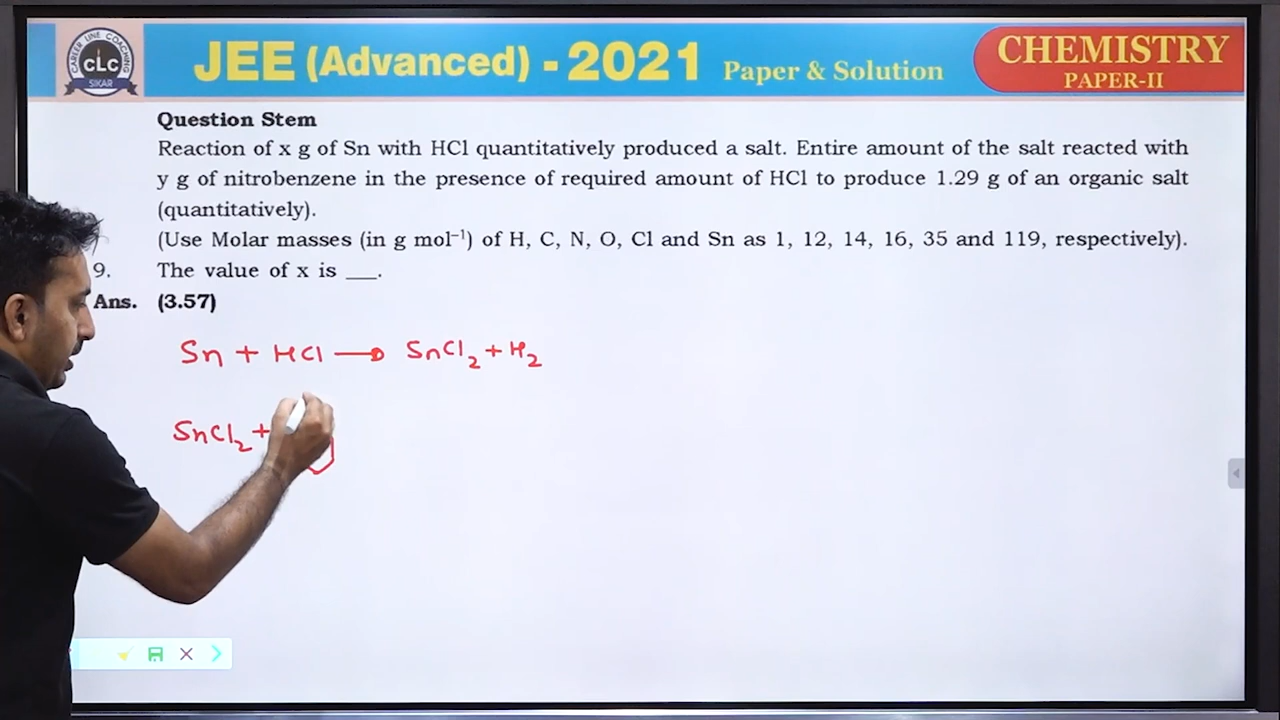 CAREER LINE COACHING
CLC
SIKAR
JEE (Advanced) - 2021 Paper & Solution
CHEMISTRY
PAPER-II
Question Stem
Reaction of x g of Sn with HCl quantitatively produced a salt. Entire amount of the salt reacted with
y g of nitrobenzene in the presence of required amount of HCl to produce 1.29 g of an organic salt
(quantitatively).
(Use Molar masses (in g mol⁻¹) of H, C, N, O, Cl and Sn as 1, 12, 14, 16, 35 and 119, respectively).
9. The value of x is ___.
Ans. (3.57)
Sn + HCl → SnCl₂ + H₂
SnCl₂ +